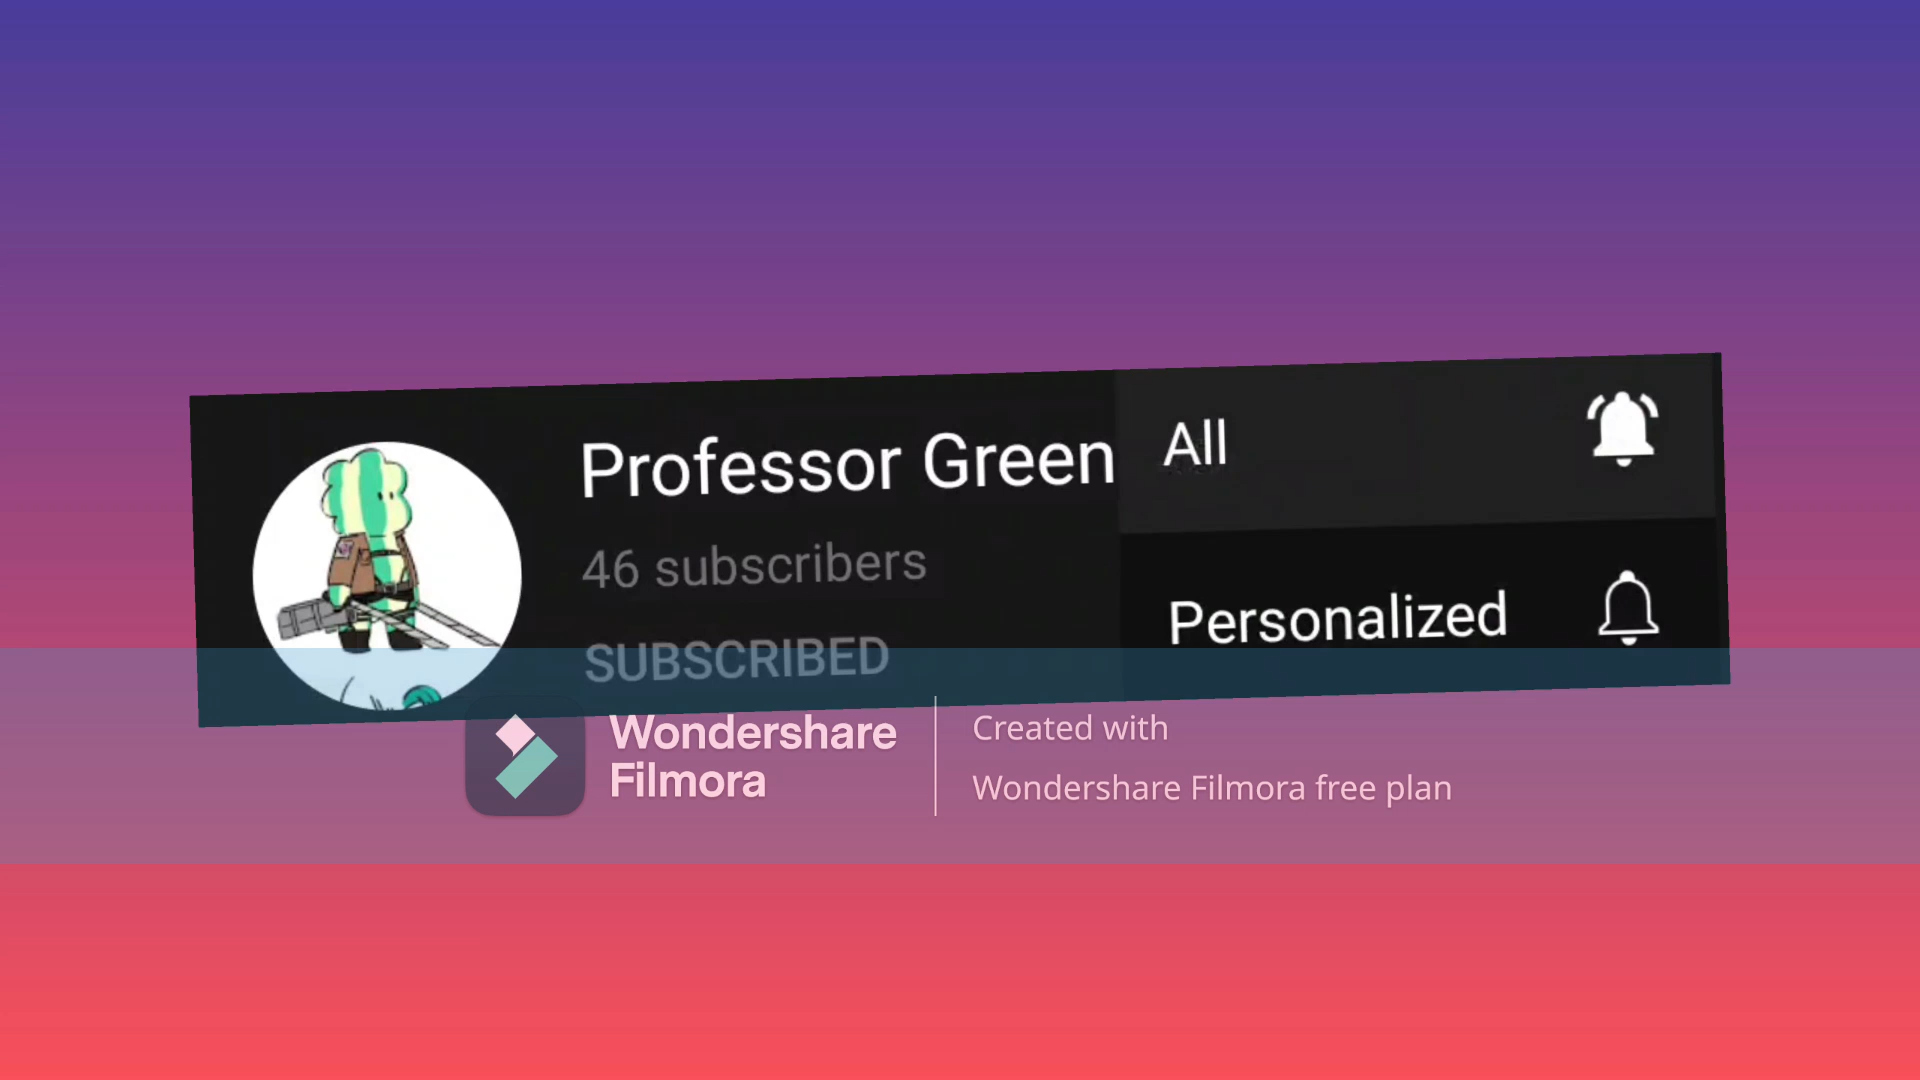 Professor Green
46 subscribers
SUBSCRIBED
All
Personalized
Wondershare
Filmora
Created with
Wondershare Filmora free plan